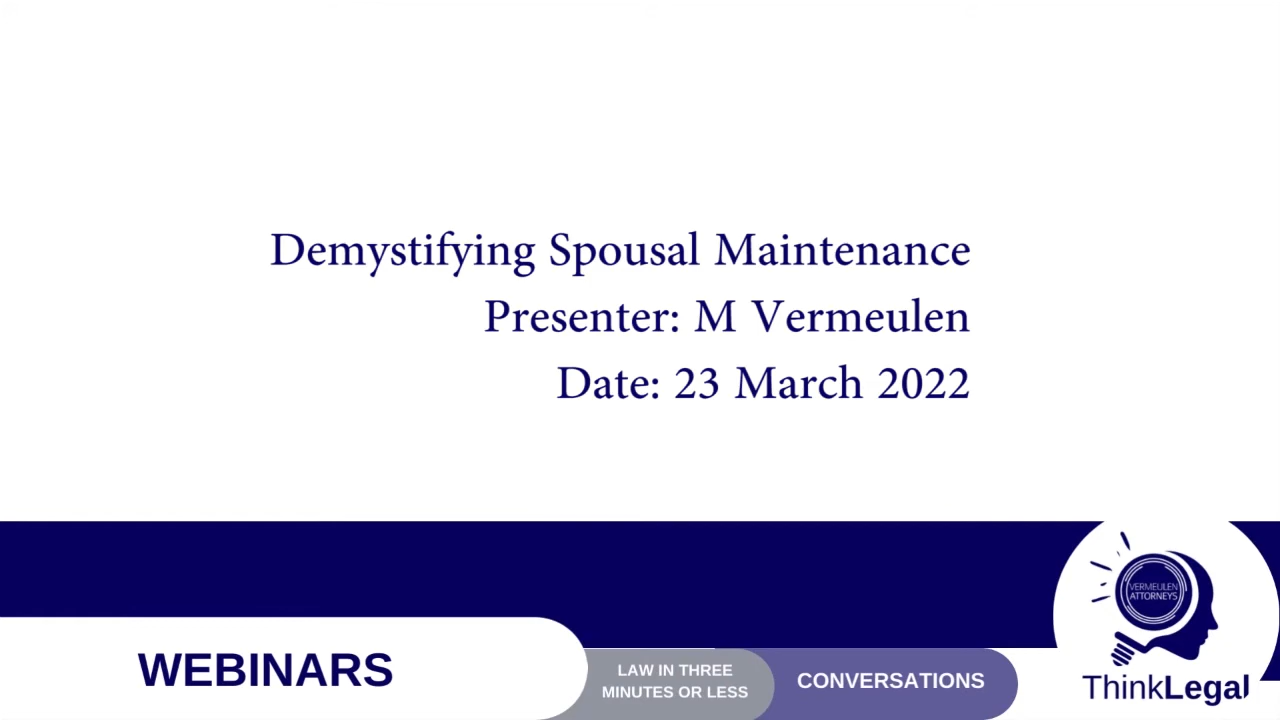 Demystifying Spousal Maintenance
Presenter: M Vermeulen
Date: 23 March 2022
VERMEULEN
ATTORNEYS
WEBINARS
LAW IN THREE
MINUTES OR LESS
CONVERSATIONS
ThinkLegal